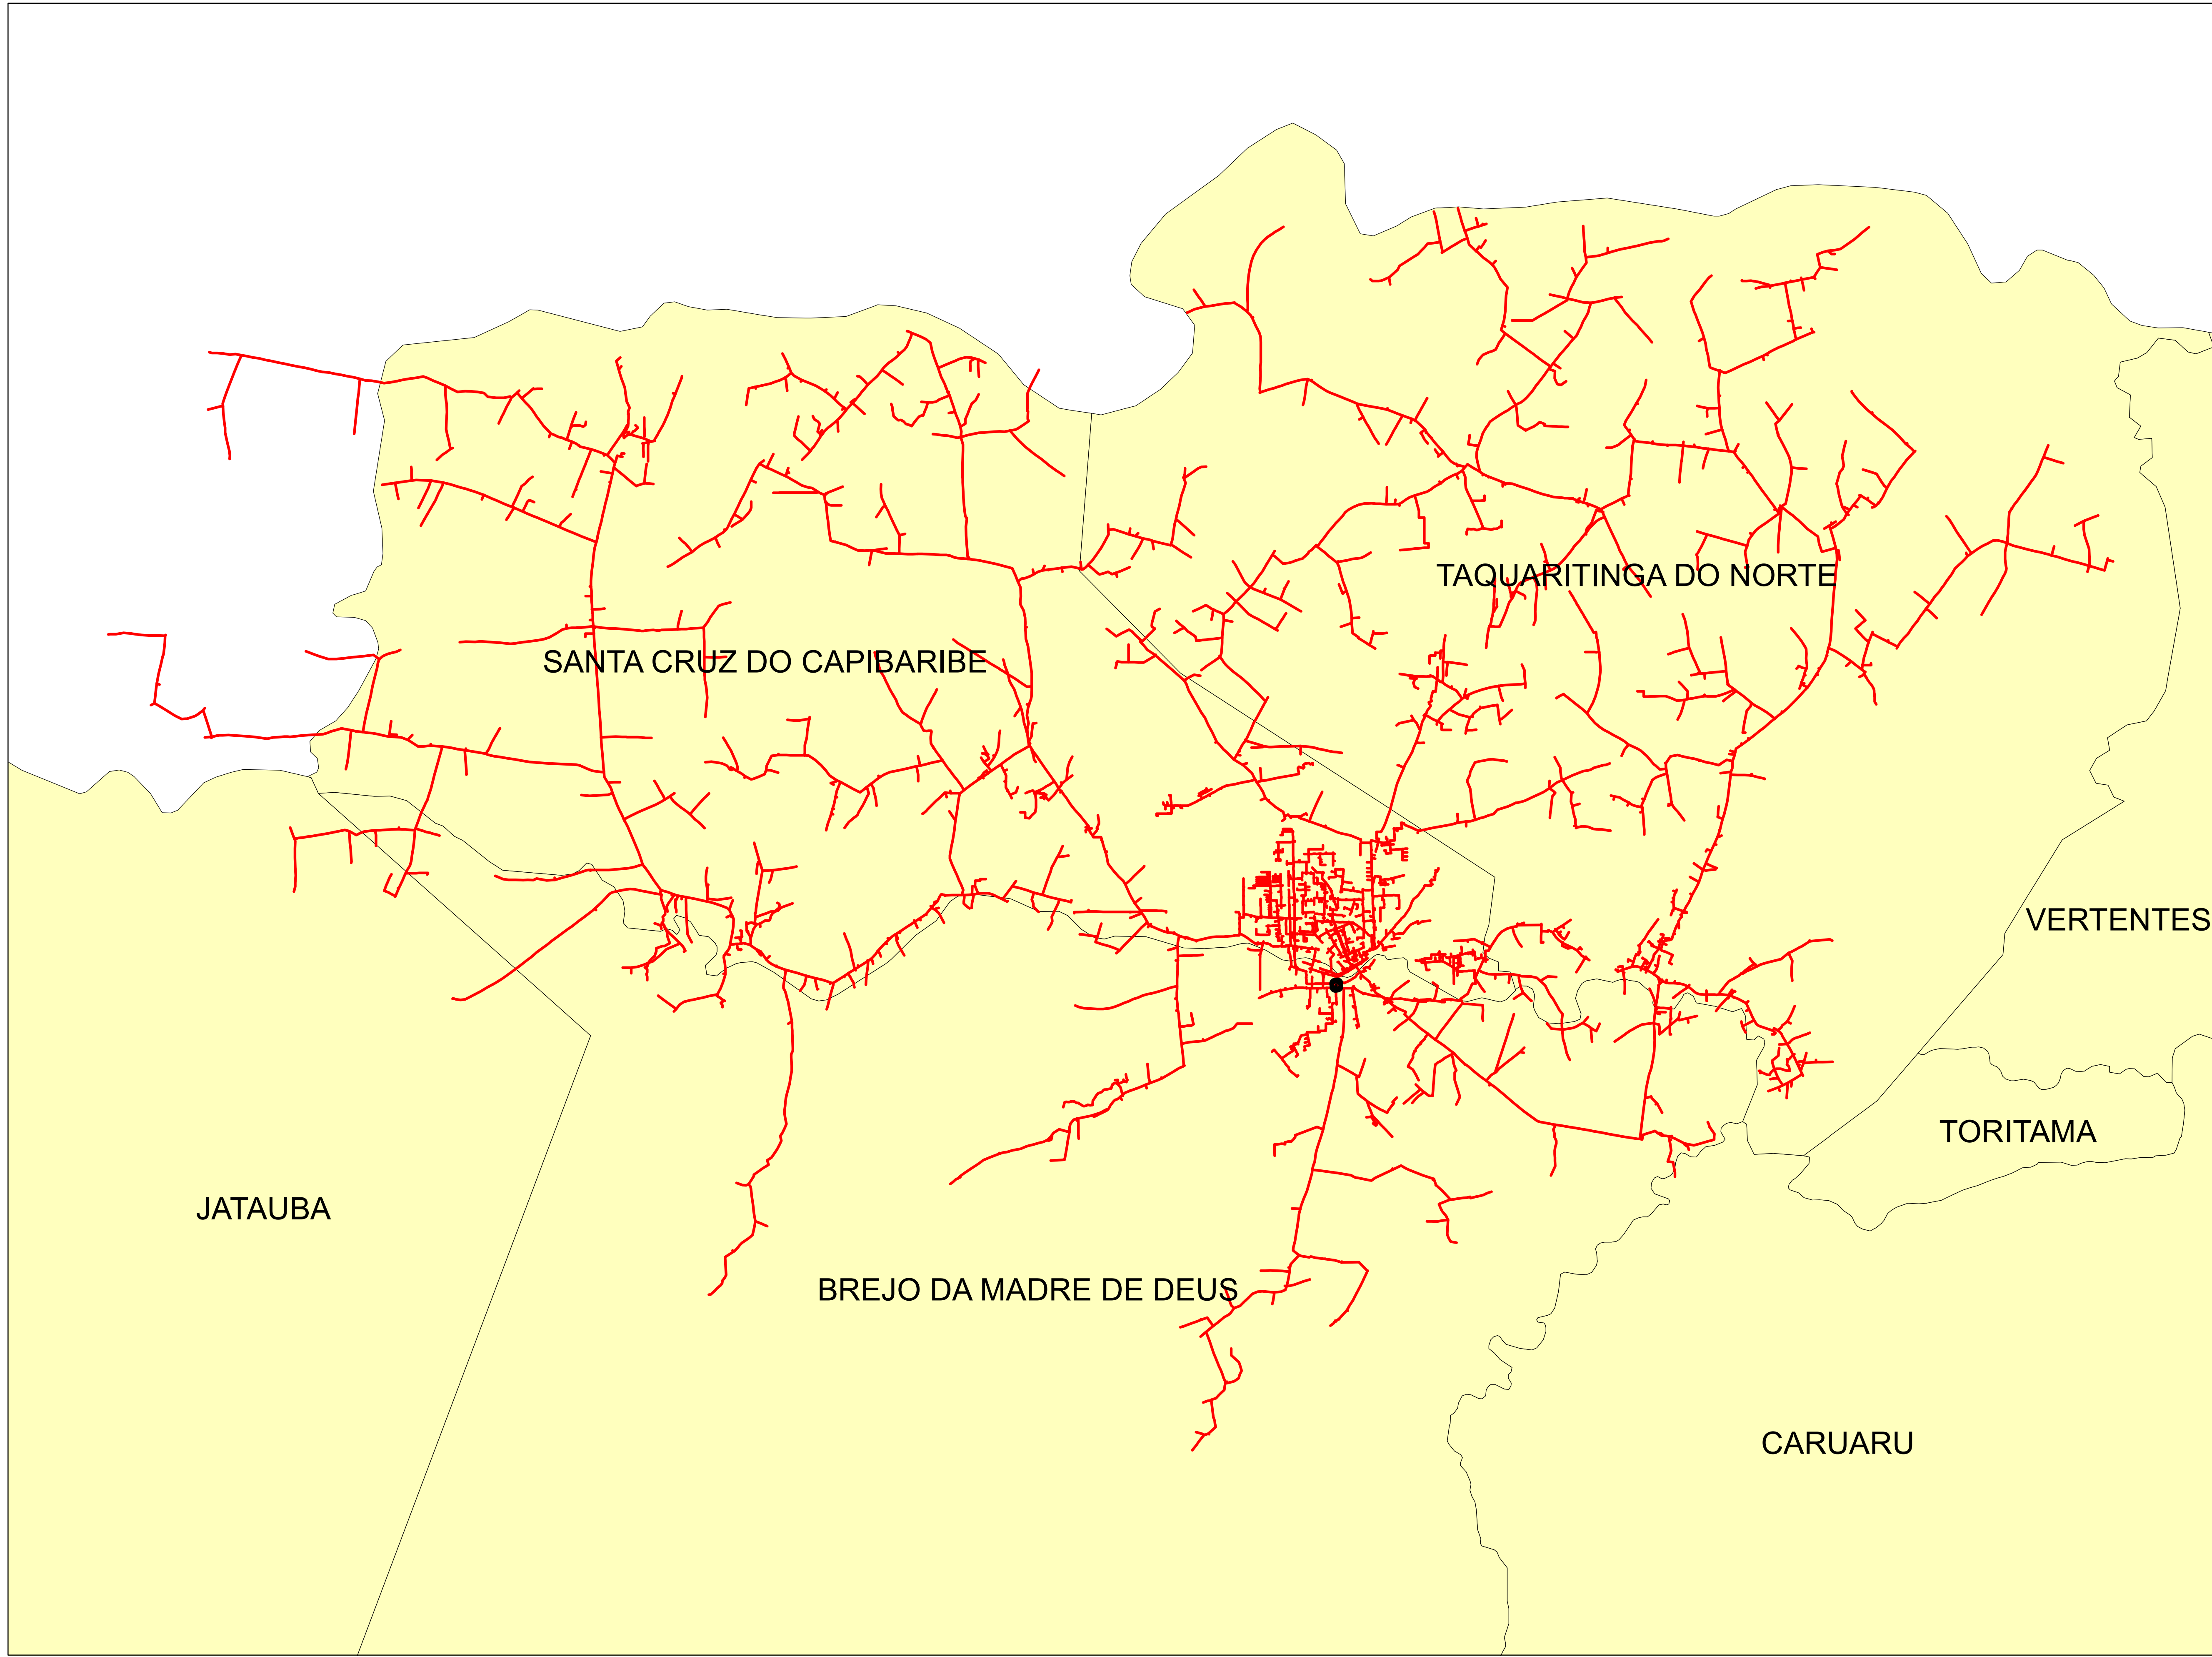 TAQUARITINGA DO NORTE
SANTA CRUZ DO CAPIBARIBE
VERTENTES
TORITAMA
JATAUBA
BREJO DA MADRE DE DEUS
CARUARU